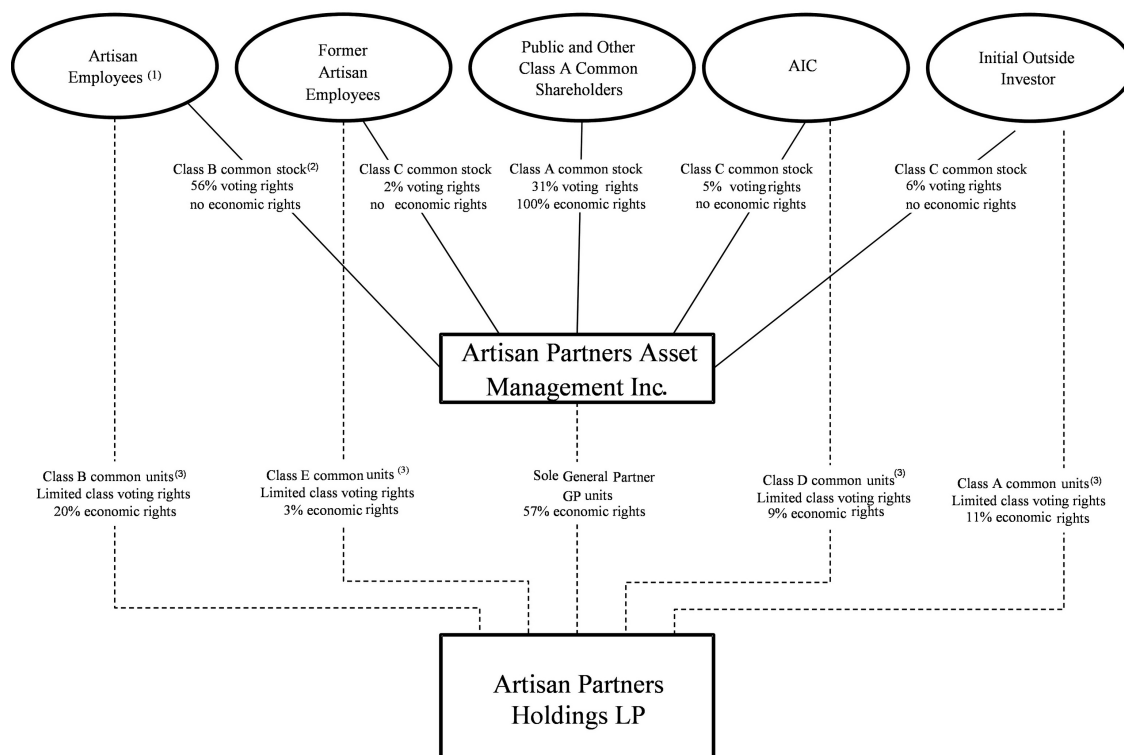 Artisan
Employees (1)
Former
Artisan
Employees
Public and Other
Class A Common
Shareholders
AIC
Initial Outside
Investor
Class B common stock(2)
56% voting rights
no economic rights
Class C common stock
2% voting rights
no economic rights
Class A common stock
31% voting rights
100% economic rights
Class C common stock
5% voting rights
no economic rights
Class C common stock
6% voting rights
no economic rights
Artisan Partners Asset
Management Inc.
Class B common units(3)
Limited class voting rights
20% economic rights
Class E common units (3)
Limited class voting rights
3% economic rights
Sole General Partner
GP units
57% economic rights
Class D common units(3)
Limited class voting rights
9% economic rights
Class A common units(3)
Limited class voting rights
11% economic rights
Artisan Partners
Holdings LP